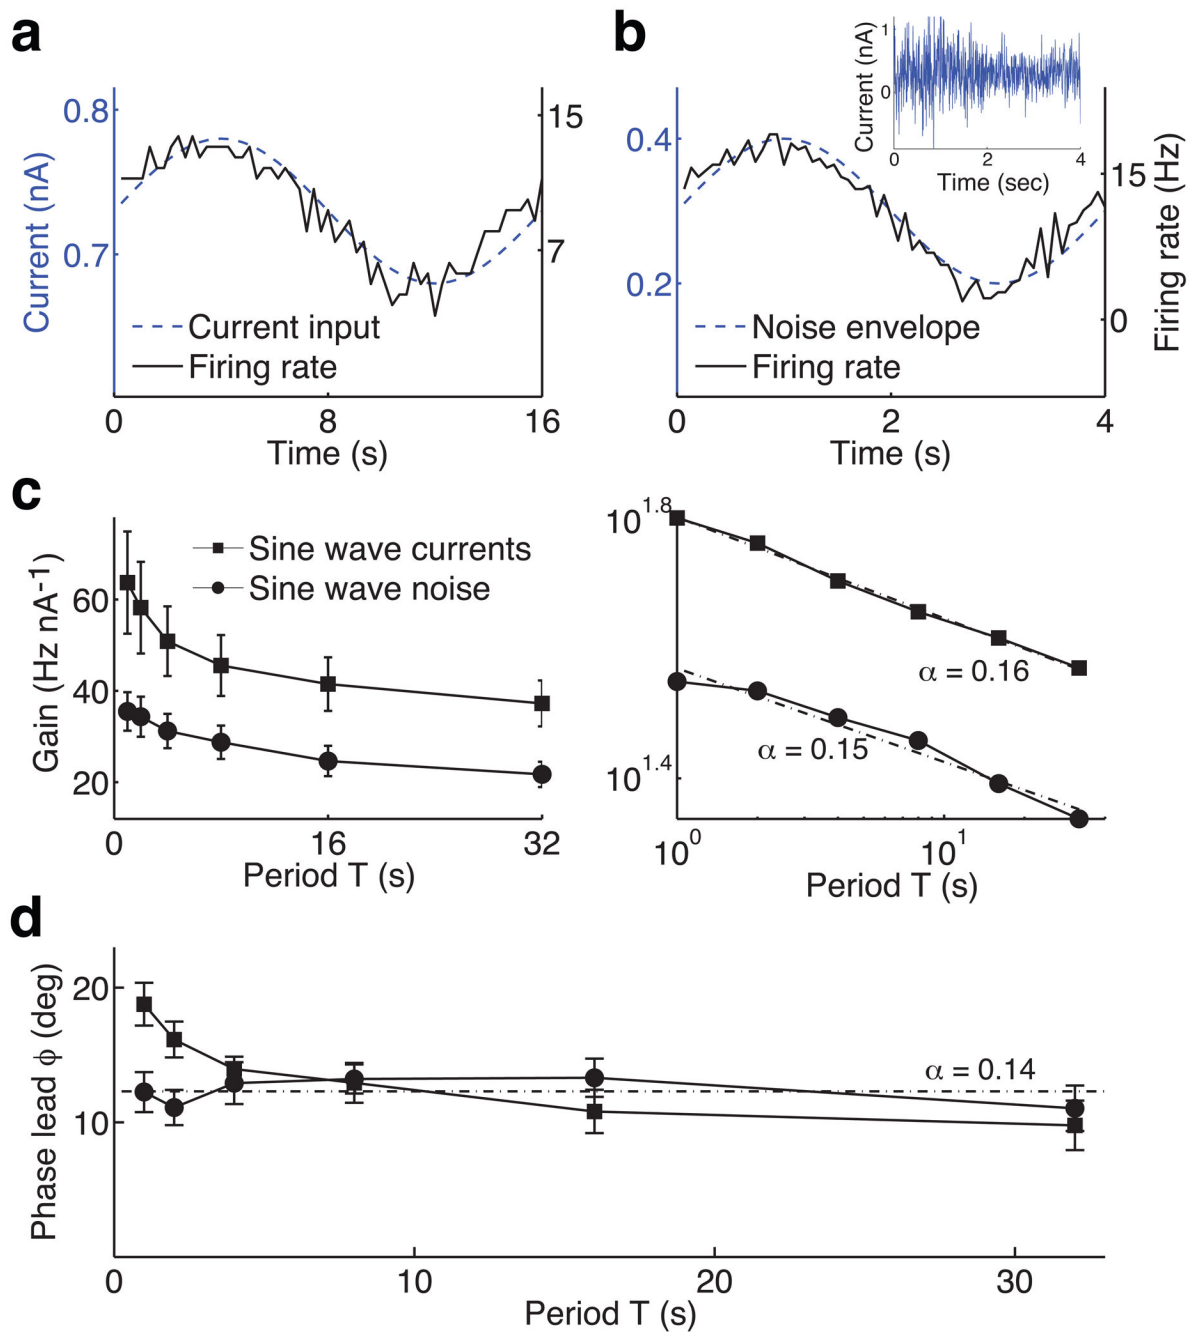 a
0.8
0.7
Current (nA)
15
7
Current input
Firing rate
0
8
16
Time (s)
b
Current (nA)
1
0
0
2
4
Time (sec)
0.4
0.2
15
0
Firing rate (Hz)
Noise envelope
Firing rate
0
2
4
Time (s)
c
Gain (Hz nA-1)
60
40
20
Sine wave currents
Sine wave noise
0
16
32
Period T (s)
10^1.8
10^1.4
α = 0.16
α = 0.15
10^0
10^1
Period T (s)
d
Phase lead ϕ (deg)
20
10
α = 0.14
0
10
20
30
Period T (s)